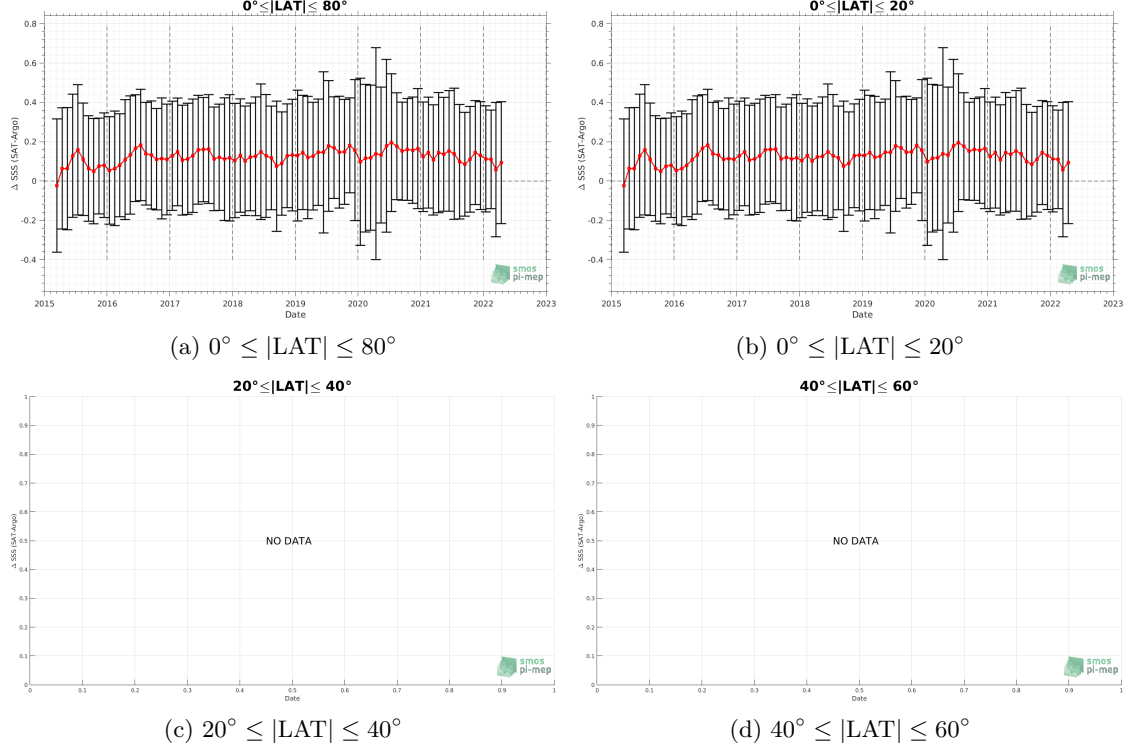 0°≤|LAT|≤ 80°
0.8
0.6
0.4
0.2
0
-0.2
-0.4
Δ SSS (SAT-Argo)
smos
pi-mep
2015 2016 2017 2018 2019 2020 2021 2022 2023
Date
(a) 0° ≤ |LAT| ≤ 80°
0°≤|LAT|≤ 20°
0.8
0.6
0.4
0.2
0
-0.2
-0.4
Δ SSS (SAT-Argo)
smos
pi-mep
2015 2016 2017 2018 2019 2020 2021 2022 2023
Date
(b) 0° ≤ |LAT| ≤ 20°
20°≤|LAT|≤ 40°
1
0.9
0.8
0.7
0.6
0.5
0.4
0.3
0.2
0.1
0
Δ SSS (SAT-Argo)
NO DATA
smos
pi-mep
0 0.1 0.2 0.3 0.4 0.5 0.6 0.7 0.8 0.9 1
Date
(c) 20° ≤ |LAT| ≤ 40°
40°≤|LAT|≤ 60°
1
0.9
0.8
0.7
0.6
0.5
0.4
0.3
0.2
0.1
0
Δ SSS (SAT-Argo)
NO DATA
smos
pi-mep
0 0.1 0.2 0.3 0.4 0.5 0.6 0.7 0.8 0.9 1
Date
(d) 40° ≤ |LAT| ≤ 60°